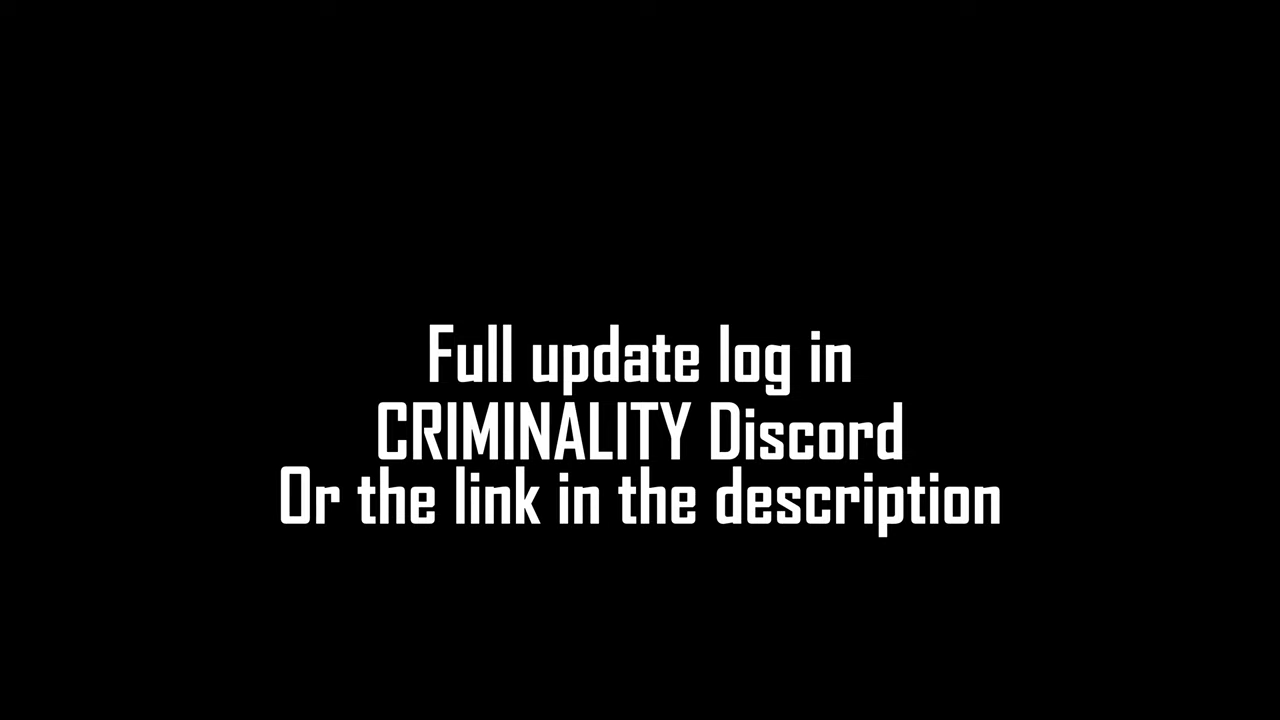 Full update log in
CRIMINALITY Discord
Or the link in the description